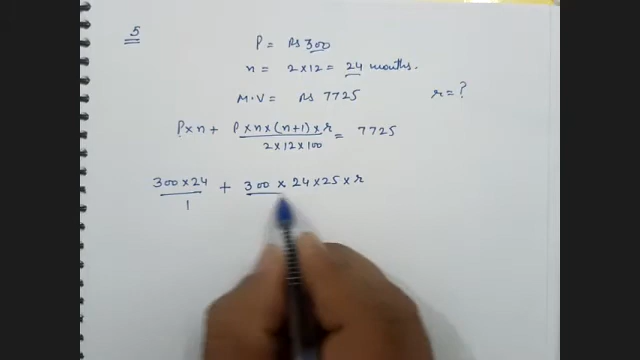 5
P = Rs 300
n = 2×12 = 24 months.
M.V = Rs 7725
r = ?
P×n + P×n×(n+1)×r / 2×12×100 = 7725
300×24 / 1 + 300×24×25×r